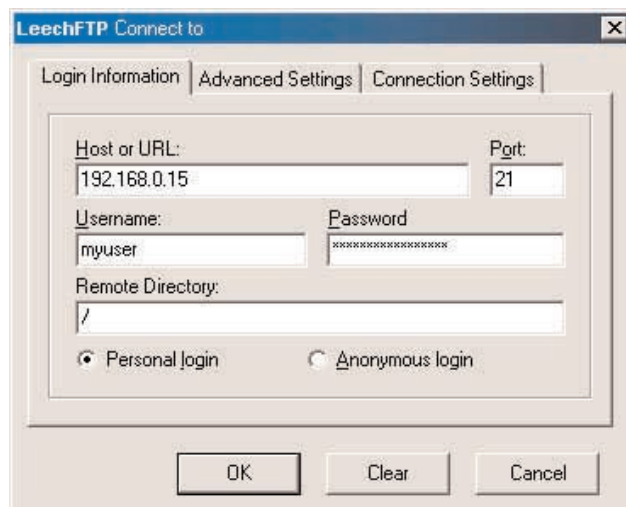 LeechFTP Connect to
Login Information Advanced Settings Connection Settings
Host or URL: Port:
192.168.0.15 21
Username: Password
myuser *****************
Remote Directory:
/
Personal login Anonymous login
OK Clear Cancel